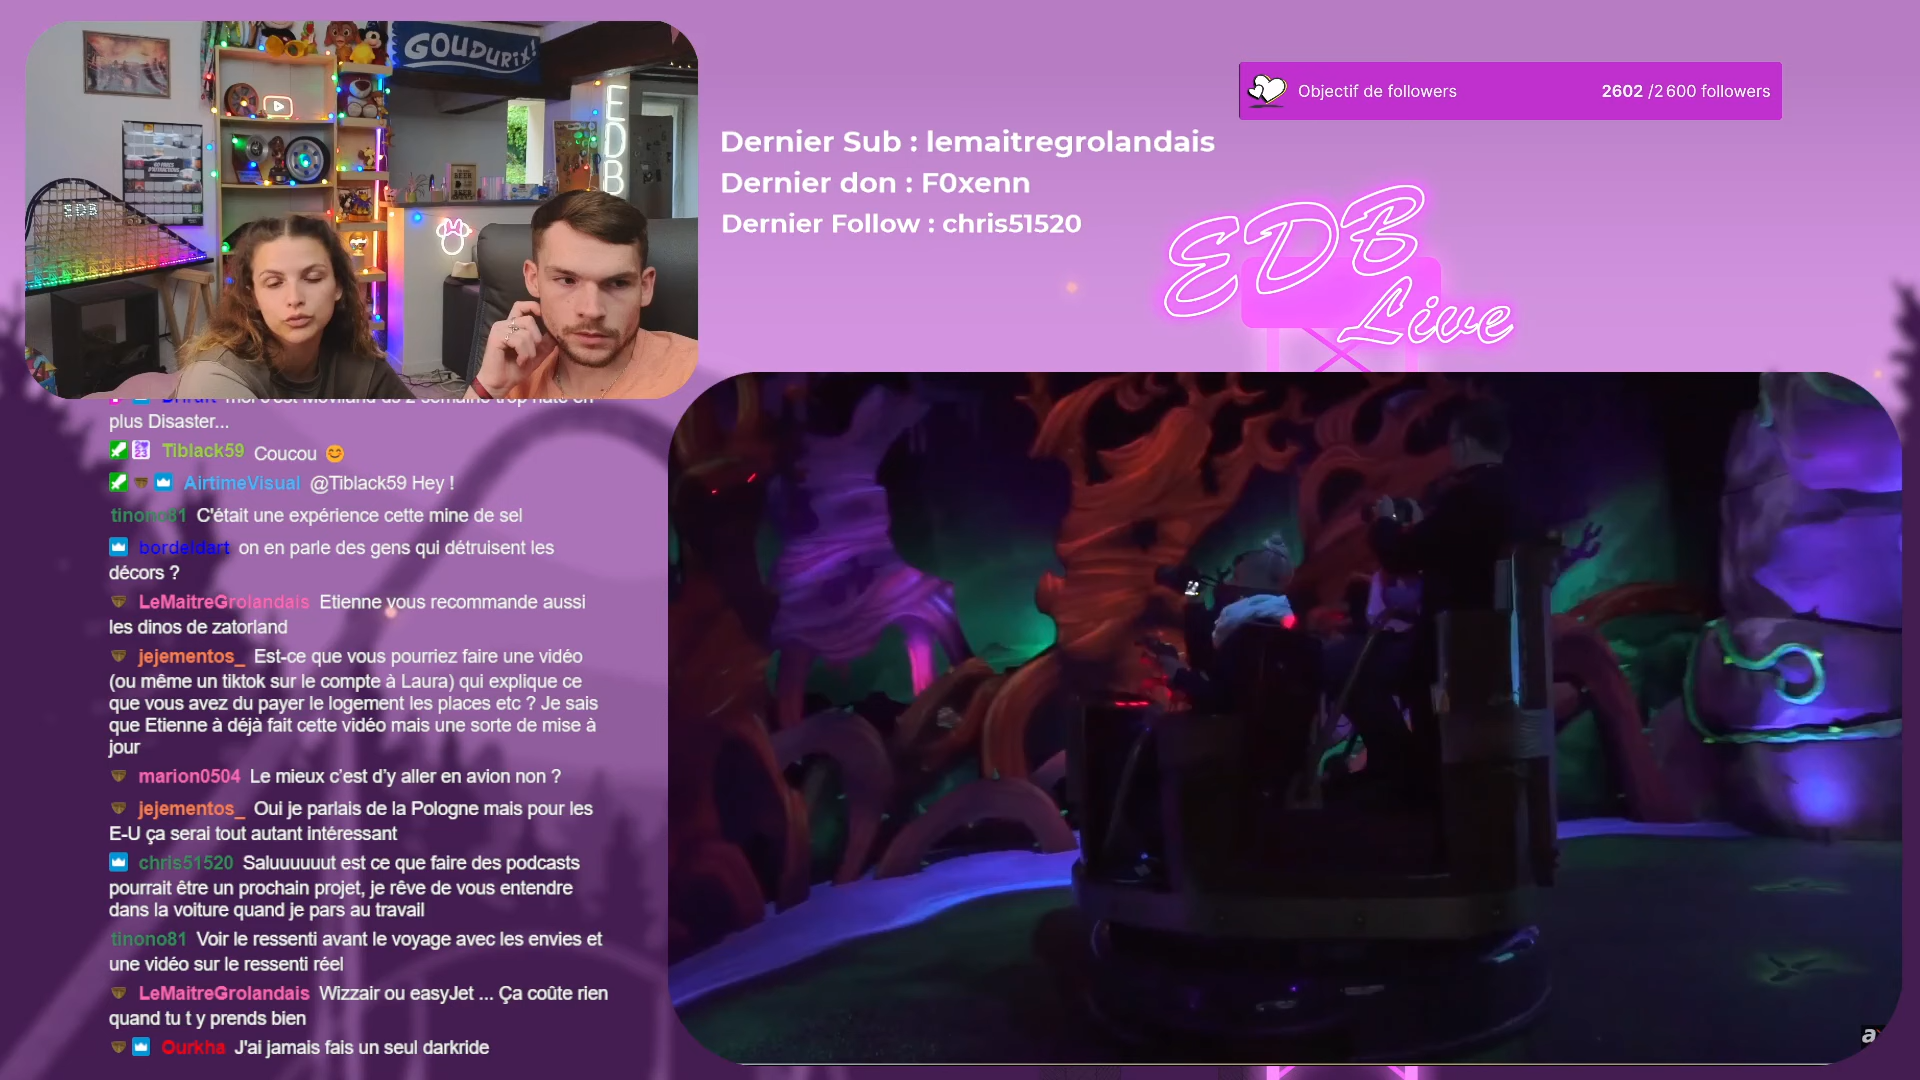 GOUDURIX!
EDB
EDB
Objectif de followers
2602 /2 600 followers
Dernier Sub : lemaitregrolandais
Dernier don : F0xenn
Dernier Follow : chris51520
EDB
Live
plus Disaster...
Tiblack59 Coucou 😊
AirtimeVisual @Tiblack59 Hey !
tinono81 C'était une expérience cette mine de sel
bordeldart on en parle des gens qui détruisent les
décors ?
LeMaitreGrolandais Etienne vous recommande aussi
les dinos de zatorland
jejementos_ Est-ce que vous pourriez faire une vidéo
(ou même un tiktok sur le compte à Laura) qui explique ce
que vous avez du payer le logement les places etc ? Je sais
que Etienne à déjà fait cette vidéo mais une sorte de mise à
jour
marion0504 Le mieux c'est d'y aller en avion non ?
jejementos_ Oui je parlais de la Pologne mais pour les
E-U ça serai tout autant intéressant
chris51520 Saluuuuuut est ce que faire des podcasts
pourrait être un prochain projet, je rêve de vous entendre
dans la voiture quand je pars au travail
tinono81 Voir le ressenti avant le voyage avec les envies et
une vidéo sur le ressenti réel
LeMaitreGrolandais Wizzair ou easyJet ... Ça coûte rien
quand tu t y prends bien
Ourkha J'ai jamais fais un seul darkride